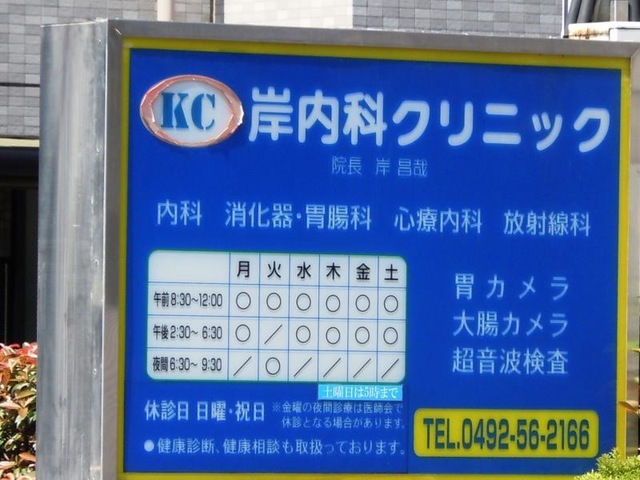 KC
岸内科クリニック
院長 岸 昌哉
内科 消化器・胃腸科 心療内科 放射線科
月 火 水 木 金 土
午前8:30~12:00 ○ ○ ○ ○ ○ ○
午後2:30~6:30 ○ ／ ○ ○ ○ ○
夜間6:30~9:30 ／ ○ ／ ／ ／ ／
土曜日は5時まで
胃カメラ
大腸カメラ
超音波検査
休診日 日曜・祝日
※金曜の夜間診療は医師会で
休診となる場合があります。
●健康診断、健康相談も取扱っております。
TEL.0492-56-2166